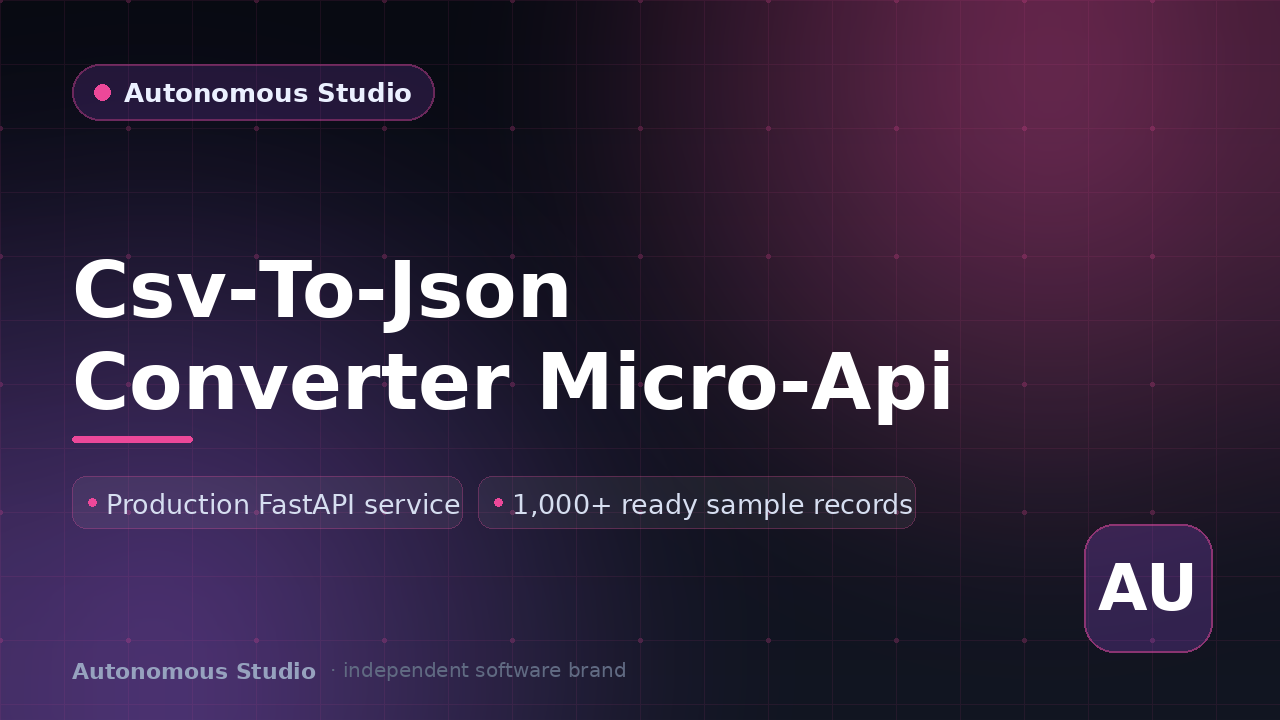 Autonomous Studio
Csv-To-Json
Converter Micro-Api
Production FastAPI service
1,000+ ready sample records
AU
Autonomous Studio · independent software brand